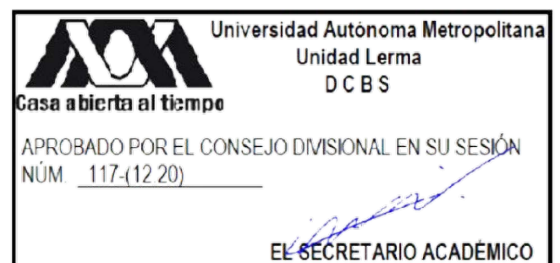 Universidad Autónoma Metropolitana
Unidad Lerma
D C B S
Casa abierta al tiempo
APROBADO POR EL CONSEJO DIVISIONAL EN SU SESIÓN
NÚM. 117-(12.20)
EL SECRETARIO ACADÉMICO